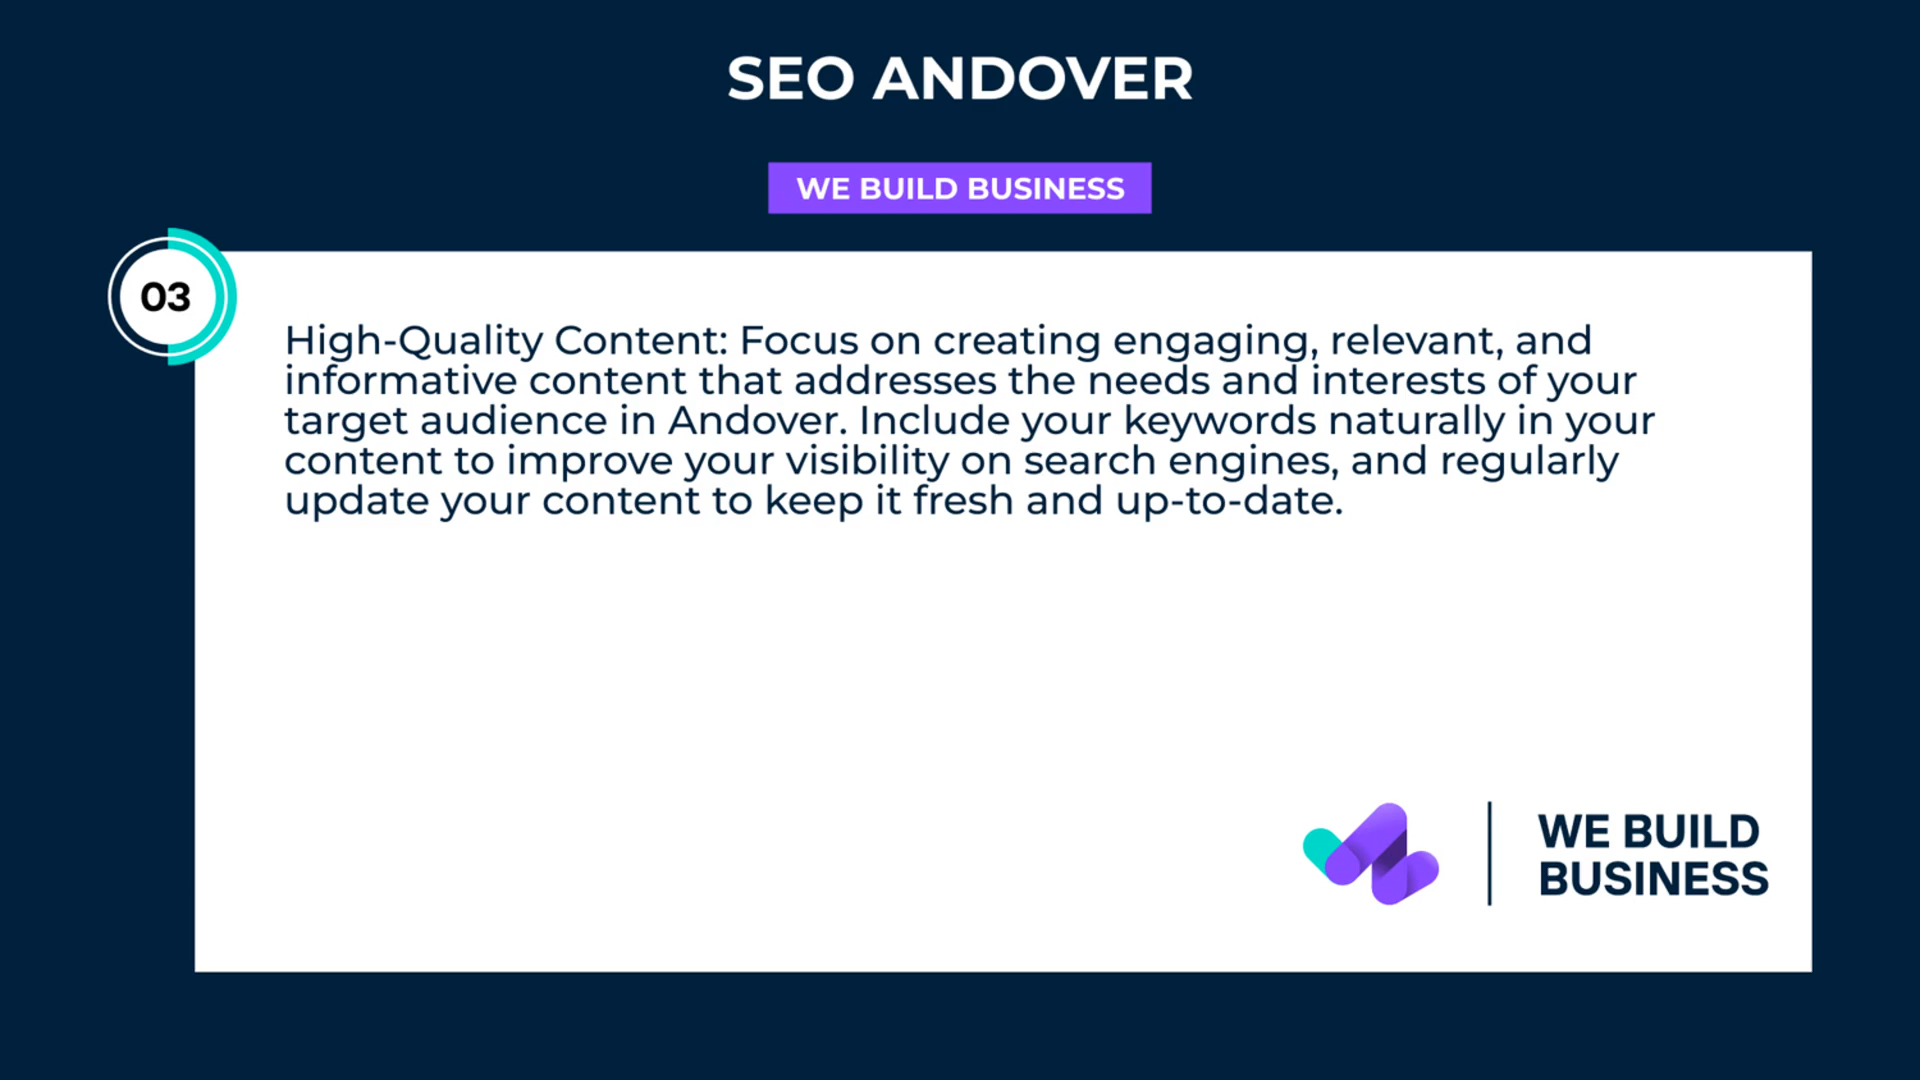 SEO ANDOVER
WE BUILD BUSINESS
03
High-Quality Content: Focus on creating engaging, relevant, and
informative content that addresses the needs and interests of your
target audience in Andover. Include your keywords naturally in your
content to improve your visibility on search engines, and regularly
update your content to keep it fresh and up-to-date.
WE BUILD
BUSINESS